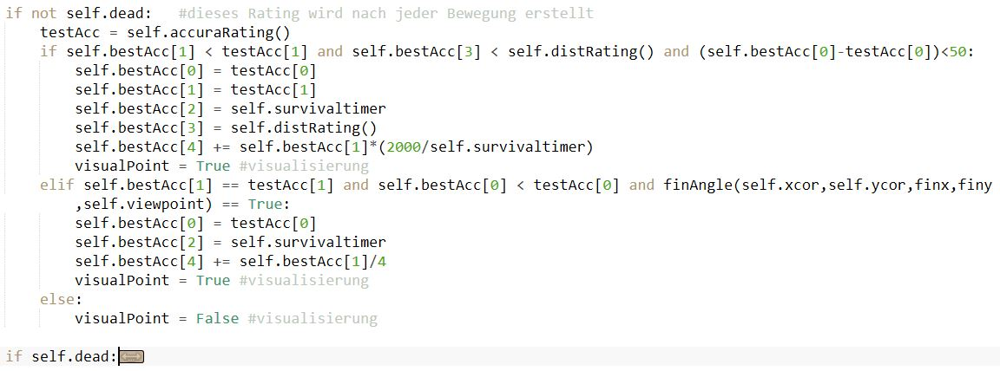 if not self.dead:   #dieses Rating wird nach jeder Bewegung erstellt
    testAcc = self.accuraRating()
    if self.bestAcc[1] < testAcc[1] and self.bestAcc[3] < self.distRating() and (self.bestAcc[0]-testAcc[0])<50:
        self.bestAcc[0] = testAcc[0]
        self.bestAcc[1] = testAcc[1]
        self.bestAcc[2] = self.survivaltimer
        self.bestAcc[3] = self.distRating()
        self.bestAcc[4] += self.bestAcc[1]*(2000/self.survivaltimer)
        visualPoint = True #visualisierung
    elif self.bestAcc[1] == testAcc[1] and self.bestAcc[0] < testAcc[0] and finAngle(self.xcor,self.ycor,finx,finy
        ,self.viewpoint) == True:
        self.bestAcc[0] = testAcc[0]
        self.bestAcc[2] = self.survivaltimer
        self.bestAcc[4] += self.bestAcc[1]/4
        visualPoint = True #visualisierung
    else:
        visualPoint = False #visualisierung
if self.dead: